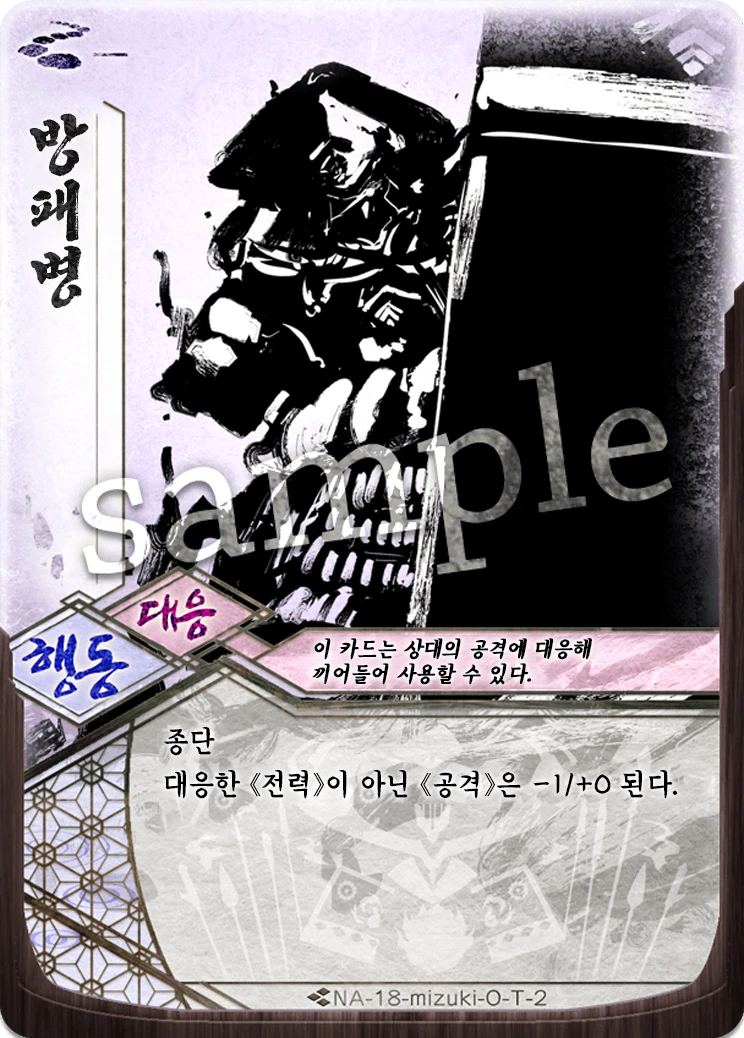 방패병
sample
대응
행동
이 카드는 상대의 공격에 대응해
끼어들어 사용할 수 있다.
종단
대응한 《전력》이 아닌 《공격》은 -1/+0 된다.
NA-18-mizuki-O-T-2